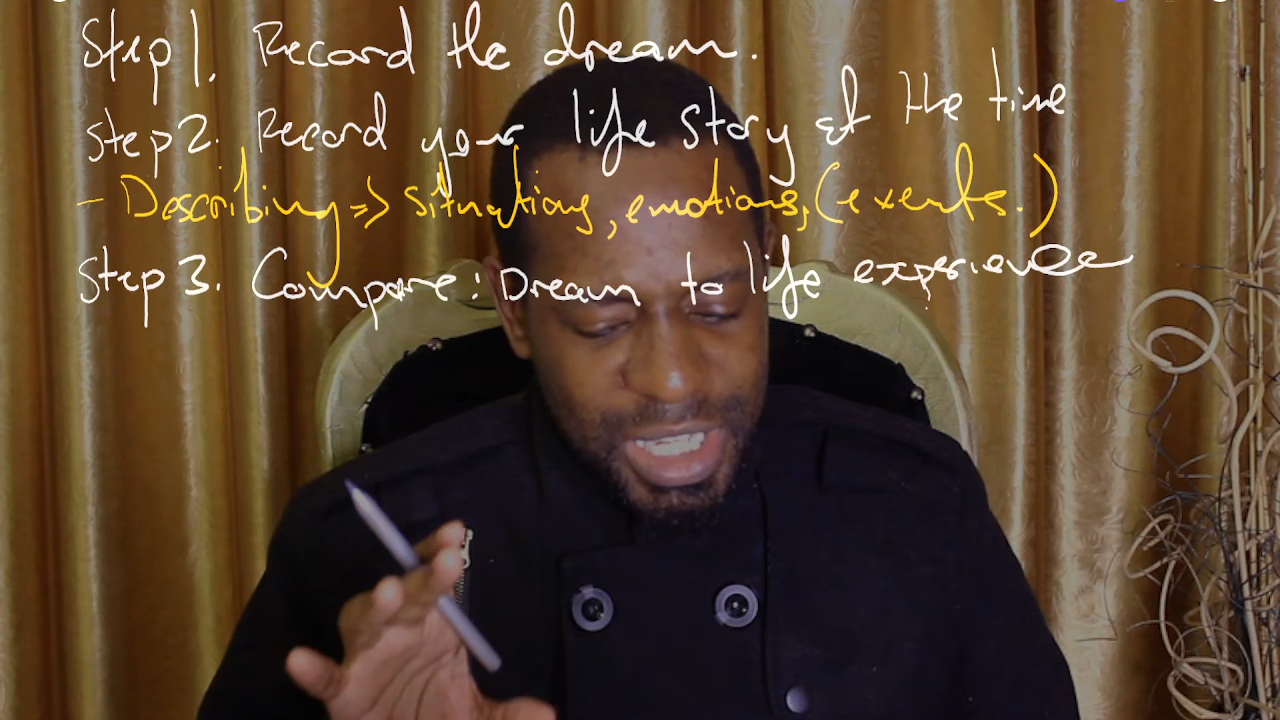 Step 1. Record the dream.
Step 2. Record your life story at the time
- Describing => situations, emotions, (events.)
Step 3. Compare: Dream to life experience